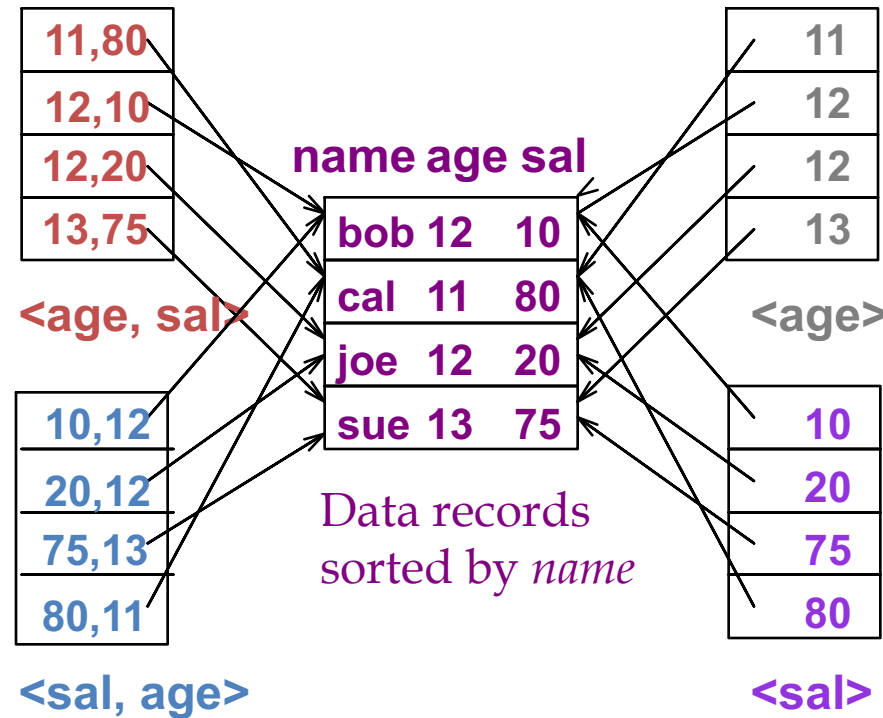 11,80
12,10
12,20
13,75
<age, sal>
10,12
20,12
75,13
80,11
<sal, age>
name age sal
bob 12 10
cal 11 80
joe 12 20
sue 13 75
Data records
sorted by name
11
12
12
13
<age>
10
20
75
80
<sal>